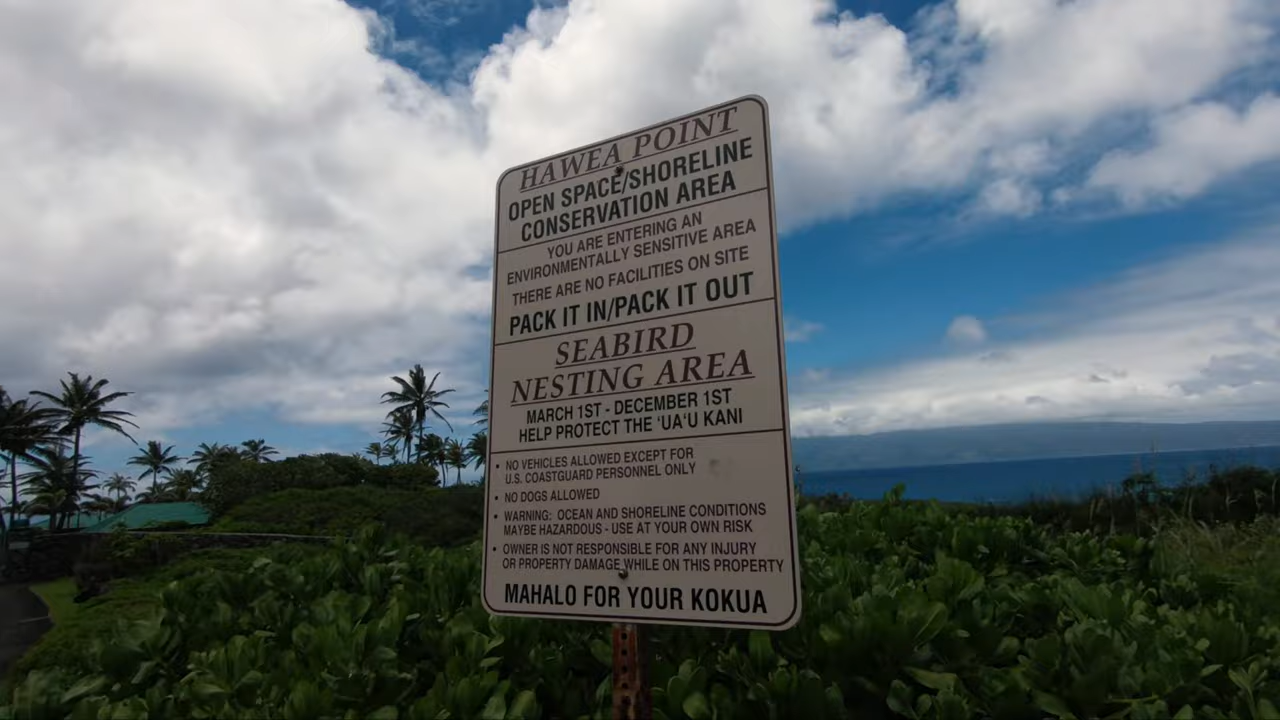 HAWEA POINT
OPEN SPACE/SHORELINE
CONSERVATION AREA
YOU ARE ENTERING AN
ENVIRONMENTALLY SENSITIVE AREA
THERE ARE NO FACILITIES ON SITE
PACK IT IN/PACK IT OUT
SEABIRD
NESTING AREA
MARCH 1ST - DECEMBER 1ST
HELP PROTECT THE ʻUAʻU KANI
• NO VEHICLES ALLOWED EXCEPT FOR
U.S. COASTGUARD PERSONNEL ONLY
• NO DOGS ALLOWED
• WARNING: OCEAN AND SHORELINE CONDITIONS
MAYBE HAZARDOUS - USE AT YOUR OWN RISK
• OWNER IS NOT RESPONSIBLE FOR ANY INJURY
OR PROPERTY DAMAGE WHILE ON THIS PROPERTY
MAHALO FOR YOUR KOKUA